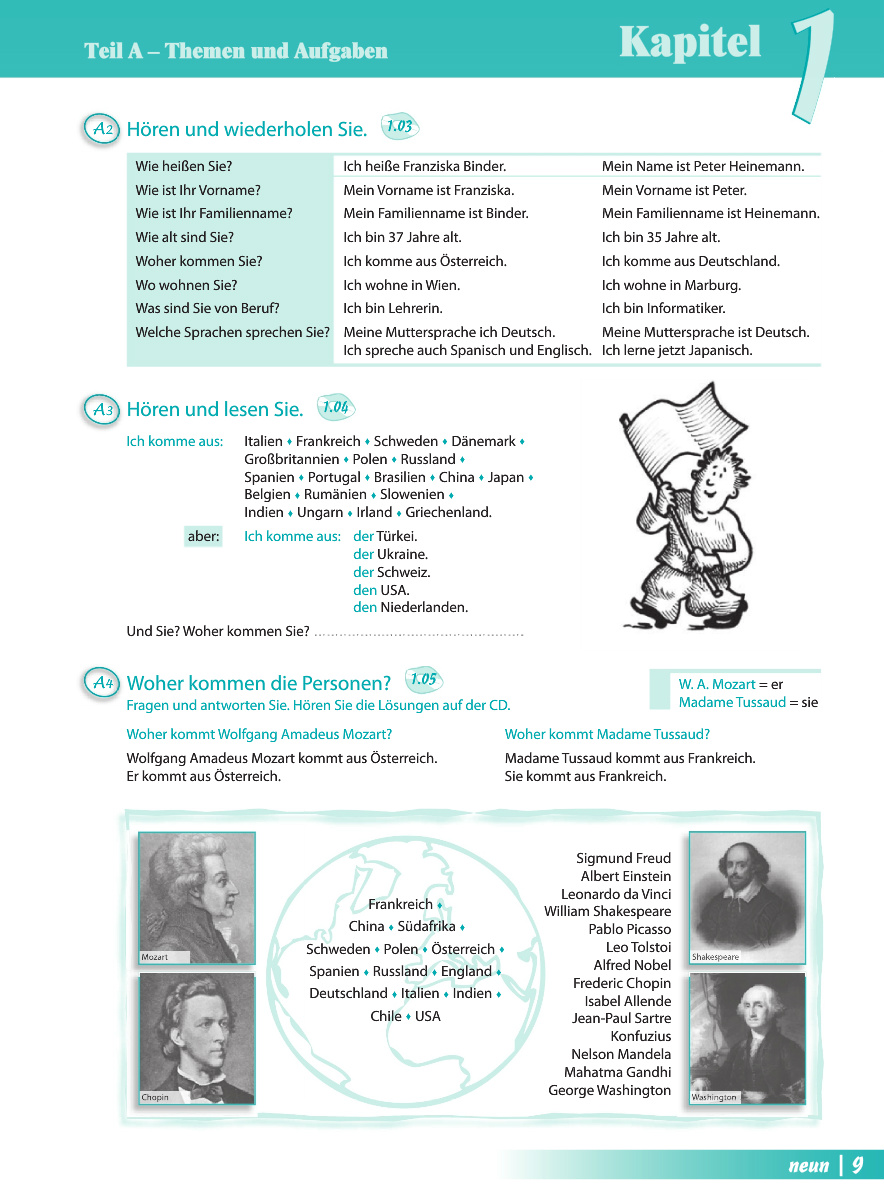 Teil A – Themen und Aufgaben
Kapitel 1
A2 Hören und wiederholen Sie. 1.03
Wie heißen Sie? Ich heiße Franziska Binder. Mein Name ist Peter Heinemann.
Wie ist Ihr Vorname? Mein Vorname ist Franziska. Mein Vorname ist Peter.
Wie ist Ihr Familienname? Mein Familienname ist Binder. Mein Familienname ist Heinemann.
Wie alt sind Sie? Ich bin 37 Jahre alt. Ich bin 35 Jahre alt.
Woher kommen Sie? Ich komme aus Österreich. Ich komme aus Deutschland.
Wo wohnen Sie? Ich wohne in Wien. Ich wohne in Marburg.
Was sind Sie von Beruf? Ich bin Lehrerin. Ich bin Informatiker.
Welche Sprachen sprechen Sie? Meine Muttersprache ich Deutsch. Meine Muttersprache ist Deutsch.
Ich spreche auch Spanisch und Englisch. Ich lerne jetzt Japanisch.
A3 Hören und lesen Sie. 1.04
Ich komme aus: Italien ♦ Frankreich ♦ Schweden ♦ Dänemark ♦
Großbritannien ♦ Polen ♦ Russland ♦
Spanien ♦ Portugal ♦ Brasilien ♦ China ♦ Japan ♦
Belgien ♦ Rumänien ♦ Slowenien ♦
Indien ♦ Ungarn ♦ Irland ♦ Griechenland.
aber: Ich komme aus: der Türkei.
der Ukraine.
der Schweiz.
den USA.
den Niederlanden.
Und Sie? Woher kommen Sie? ................................................
A4 Woher kommen die Personen? 1.05
Fragen und antworten Sie. Hören Sie die Lösungen auf der CD.
W. A. Mozart = er
Madame Tussaud = sie
Woher kommt Wolfgang Amadeus Mozart?
Wolfgang Amadeus Mozart kommt aus Österreich.
Er kommt aus Österreich.
Woher kommt Madame Tussaud?
Madame Tussaud kommt aus Frankreich.
Sie kommt aus Frankreich.
Mozart
Chopin
Frankreich ♦
China ♦ Südafrika ♦
Schweden ♦ Polen ♦ Österreich ♦
Spanien ♦ Russland ♦ England ♦
Deutschland ♦ Italien ♦ Indien ♦
Chile ♦ USA
Sigmund Freud
Albert Einstein
Leonardo da Vinci
William Shakespeare
Pablo Picasso
Leo Tolstoi
Alfred Nobel
Frederic Chopin
Isabel Allende
Jean-Paul Sartre
Konfuzius
Nelson Mandela
Mahatma Gandhi
George Washington
Shakespeare
Washington
neun | 9